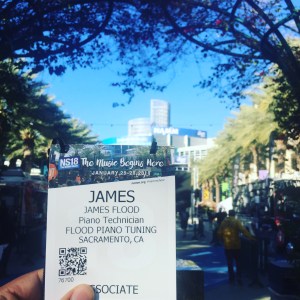 NS18 The Music Begins Here
JANUARY 25-28, 2018
JAMES
JAMES FLOOD
Piano Technician
FLOOD PIANO TUNING
SACRAMENTO, CA
SSOCIATE